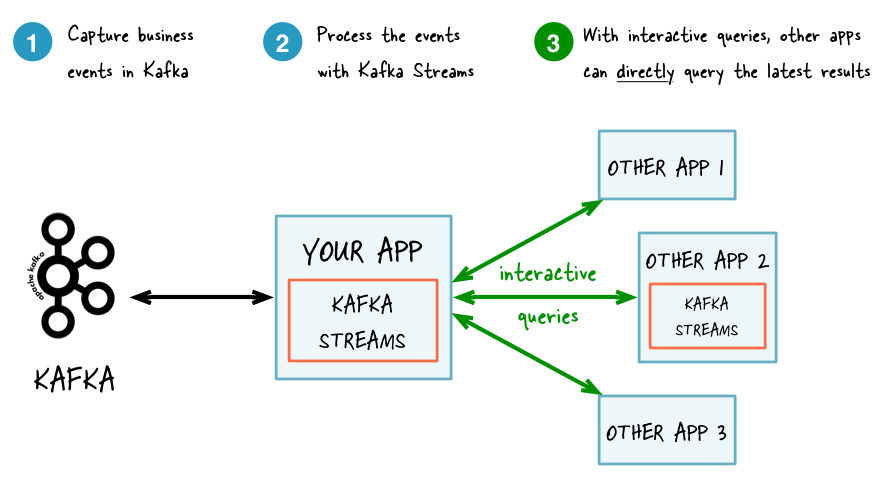 1 Capture business
events in Kafka
2 Process the events
with Kafka Streams
3 With interactive queries, other apps
can directly query the latest results
apache kafka
KAFKA
YOUR APP
KAFKA
STREAMS
interactive
queries
OTHER APP 1
OTHER APP 2
KAFKA
STREAMS
OTHER APP 3